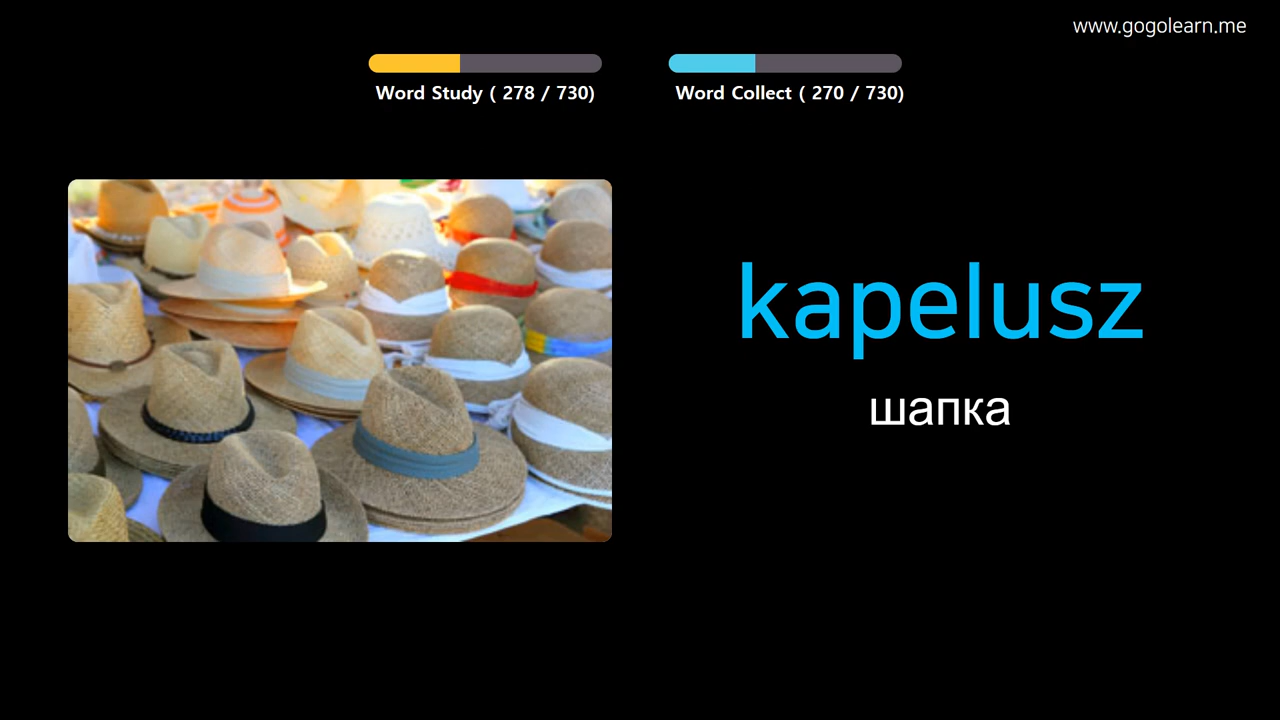 www.gogolearn.me
Word Study ( 278 / 730)
Word Collect ( 270 / 730)
kapelusz
шапка